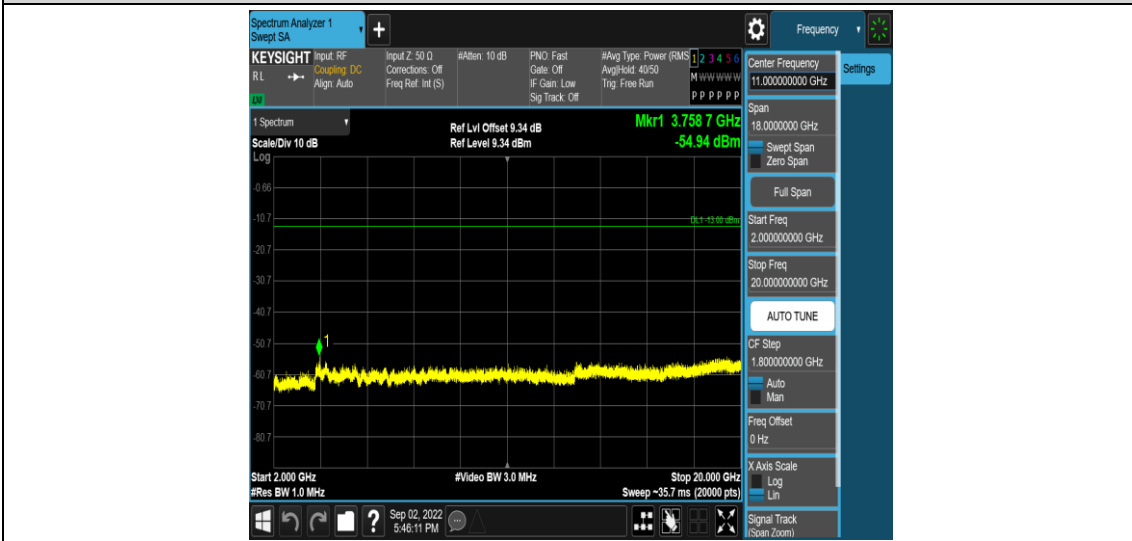 Spectrum Analyzer 1
Swept SA
+
Frequency
KEYSIGHT
RL
LXI
Input: RF
Coupling: DC
Align: Auto
Input Z: 50 Ω
Corrections: Off
Freq Ref: Int (S)
#Atten: 10 dB
PNO: Fast
Gate: Off
IF Gain: Low
Sig Track: Off
#Avg Type: Power (RMS
Avg|Hold: 40/50
Trig: Free Run
1 2 3 4 5 6
M W W W W W
P P P P P P
Center Frequency
11.000000000 GHz
Settings
1 Spectrum
Scale/Div 10 dB
Log
Ref Lvl Offset 9.34 dB
Ref Level 9.34 dBm
Mkr1 3.758 7 GHz
-54.94 dBm
Span
18.0000000 GHz
Swept Span
Zero Span
Full Span
Start Freq
2.000000000 GHz
Stop Freq
20.000000000 GHz
AUTO TUNE
CF Step
1.800000000 GHz
Auto
Man
Freq Offset
0 Hz
X Axis Scale
Log
Lin
Signal Track
(Span Zoom)
-0.66
-10.7
DL1 -13.00 dBm
-20.7
-30.7
-40.7
-50.7
1
-60.7
-70.7
-80.7
Start 2.000 GHz
#Video BW 3.0 MHz
Stop 20.000 GHz
#Res BW 1.0 MHz
Sweep ~35.7 ms (20000 pts)
?
Sep 02, 2022
5:46:11 PM